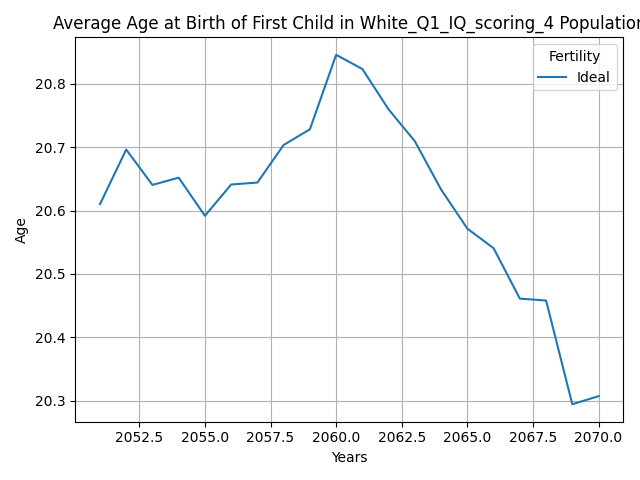 Average Age at Birth of First Child in White_Q1_IQ_scoring_4 Population
Fertility
Ideal
20.8
20.7
20.6
20.5
20.4
20.3
Age
2052.5 2055.0 2057.5 2060.0 2062.5 2065.0 2067.5 2070.0
Years